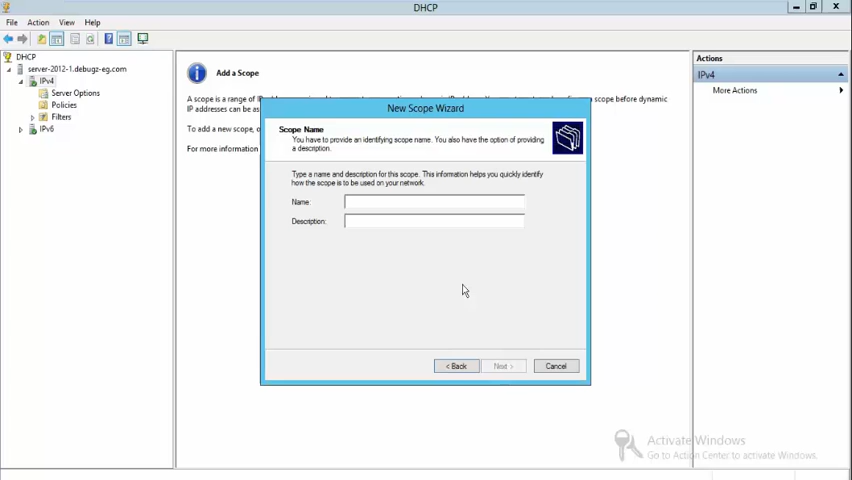 DHCP
File Action View Help
DHCP
server-2012-1.debugz-eg.com
IPv4
Server Options
Policies
Filters
IPv6
Add a Scope
A scope is a range of IP
IP addresses can be as
scope before dynamic
To add a new scope, o
For more information
New Scope Wizard
Scope Name
You have to provide an identifying scope name. You also have the option of providing
a description.
Type a name and description for this scope. This information helps you quickly identify
how the scope is to be used on your network.
Name:
Description:
< Back
Next >
Cancel
Actions
IPv4
More Actions
Activate Windows
Go to Action Center to activate Windows.